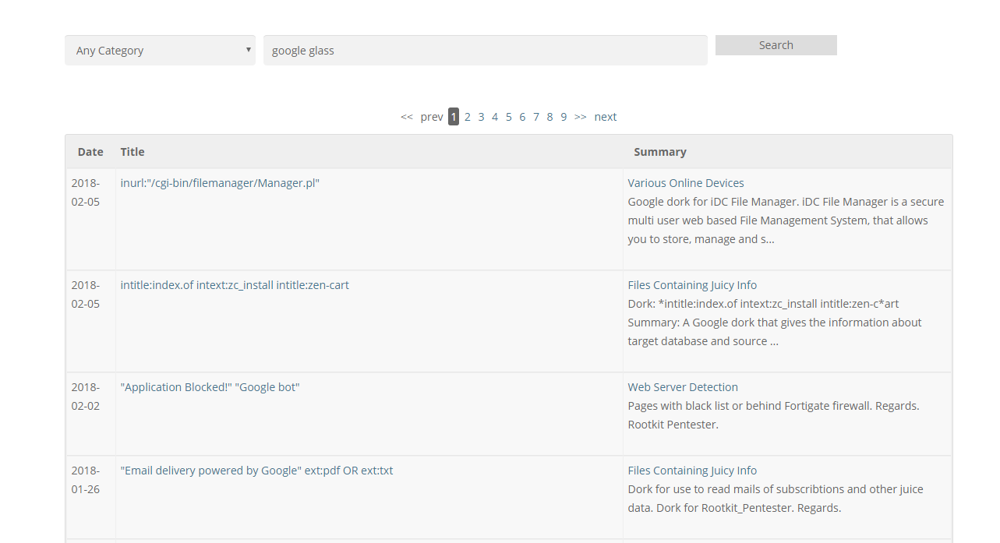 Any Category google glass Search
<< prev 1 2 3 4 5 6 7 8 9 >> next
Date Title Summary
2018-02-05
inurl:"/cgi-bin/filemanager/Manager.pl"
Various Online Devices
Google dork for iDC File Manager. iDC File Manager is a secure
multi user web based File Management System, that allows
you to store, manage and s...
2018-02-05
intitle:index.of intext:zc_install intitle:zen-cart
Files Containing Juicy Info
Dork: *intitle:index.of intext:zc_install intitle:zen-c*art
Summary: A Google dork that gives the information about
target database and source ...
2018-02-02
"Application Blocked!" "Google bot"
Web Server Detection
Pages with black list or behind Fortigate firewall. Regards.
Rootkit Pentester.
2018-01-26
"Email delivery powered by Google" ext:pdf OR ext:txt
Files Containing Juicy Info
Dork for use to read mails of subscribtions and other juice
data. Dork for Rootkit_Pentester. Regards.